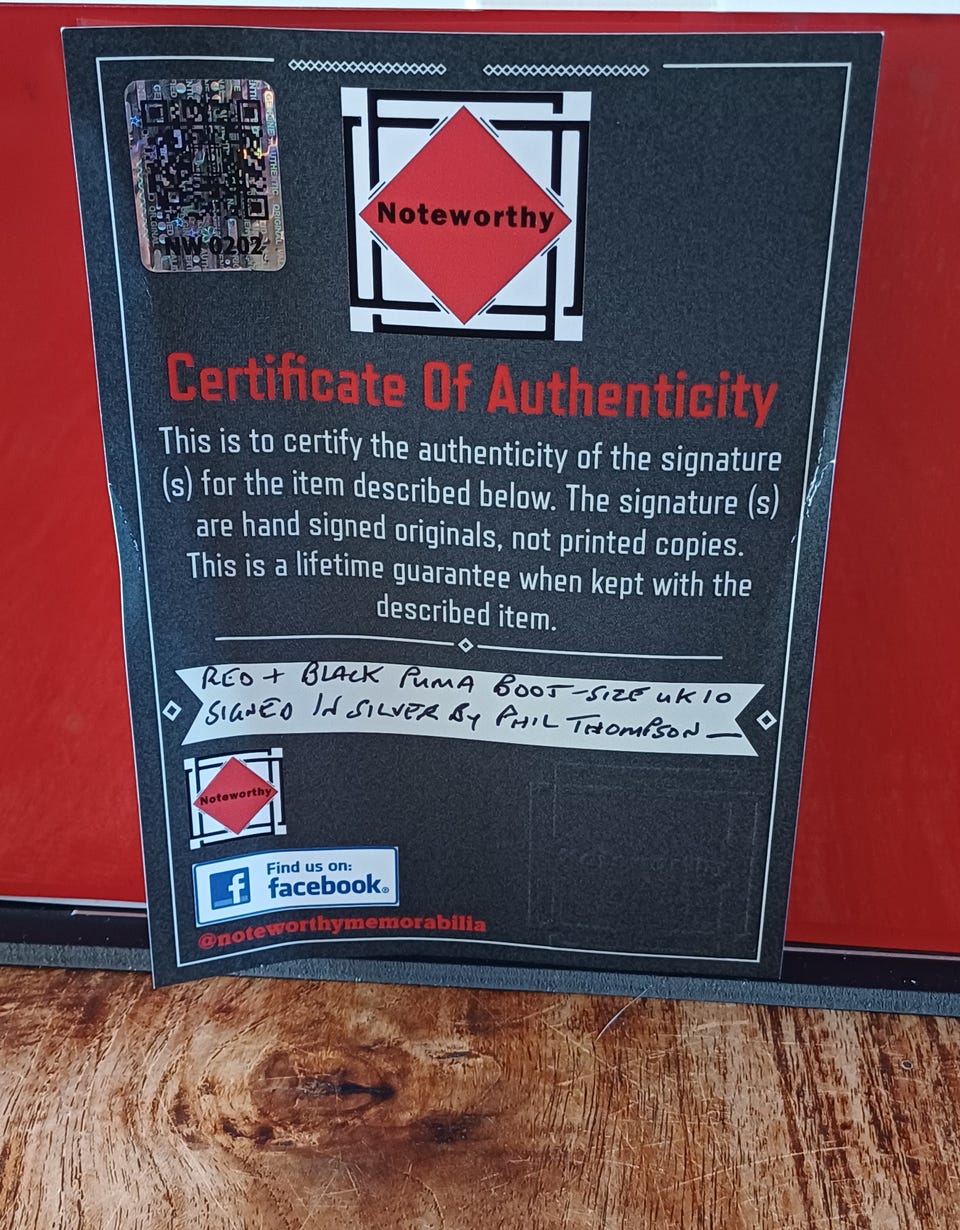 NW 0202
Noteworthy
Certificate Of Authenticity
This is to certify the authenticity of the signature
(s) for the item described below. The signature (s)
are hand signed originals, not printed copies.
This is a lifetime guarantee when kept with the
described item.
RED + BLACK PUMA BOOT - SIZE UK 10
SIGNED IN SILVER By PHIL THOMPSON —
Noteworthy
Find us on:
facebook®
@noteworthymemorabilia